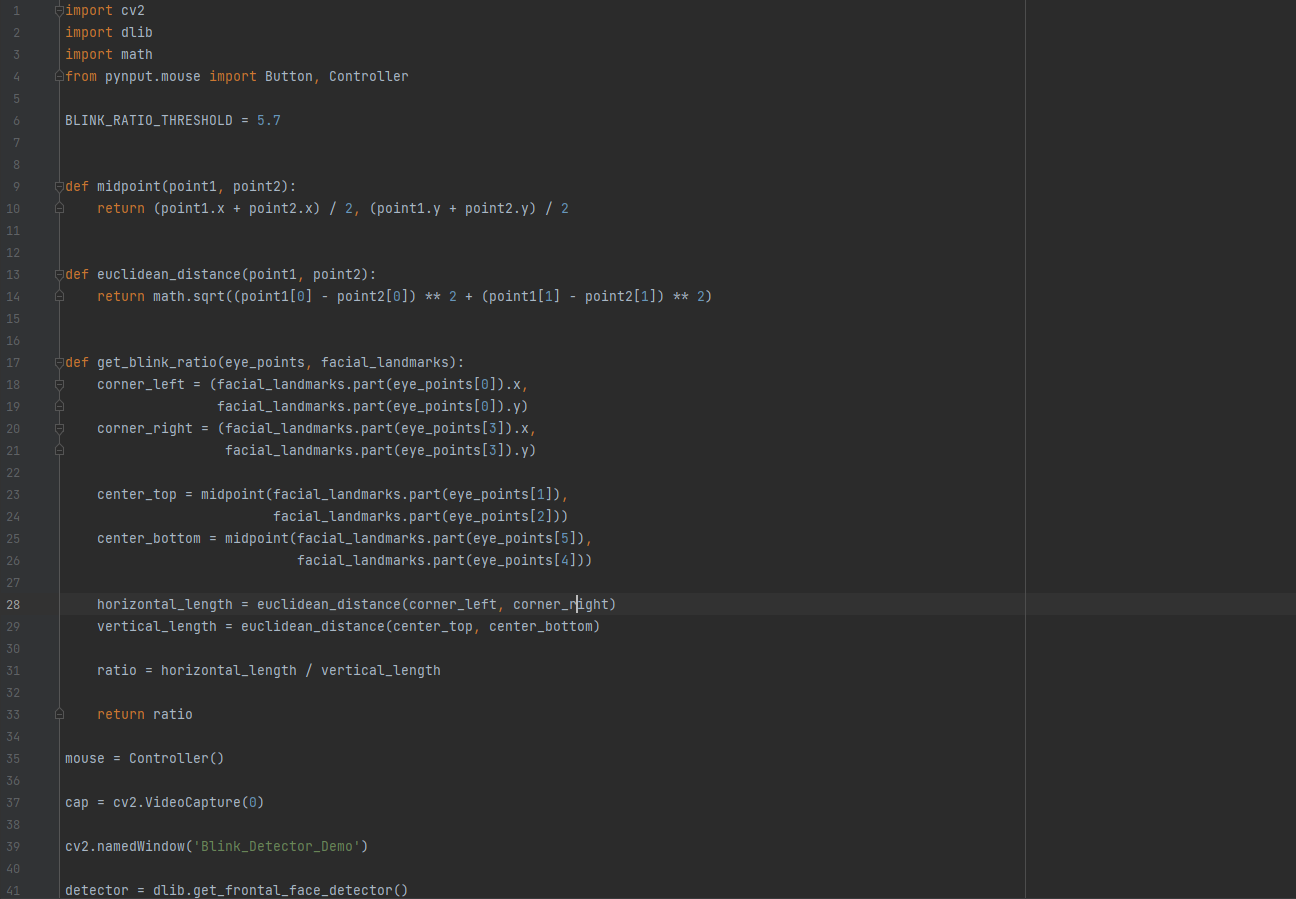 1 import cv2
2 import dlib
3 import math
4 from pynput.mouse import Button, Controller
5
6 BLINK_RATIO_THRESHOLD = 5.7
7
8
9 def midpoint(point1, point2):
10     return (point1.x + point2.x) / 2, (point1.y + point2.y) / 2
11
12
13 def euclidean_distance(point1, point2):
14     return math.sqrt((point1[0] - point2[0]) ** 2 + (point1[1] - point2[1]) ** 2)
15
16
17 def get_blink_ratio(eye_points, facial_landmarks):
18     corner_left = (facial_landmarks.part(eye_points[0]).x,
19                    facial_landmarks.part(eye_points[0]).y)
20     corner_right = (facial_landmarks.part(eye_points[3]).x,
21                     facial_landmarks.part(eye_points[3]).y)
22
23     center_top = midpoint(facial_landmarks.part(eye_points[1]),
24                           facial_landmarks.part(eye_points[2]))
25     center_bottom = midpoint(facial_landmarks.part(eye_points[5]),
26                              facial_landmarks.part(eye_points[4]))
27
28     horizontal_length = euclidean_distance(corner_left, corner_right)
29     vertical_length = euclidean_distance(center_top, center_bottom)
30
31     ratio = horizontal_length / vertical_length
32
33     return ratio
34
35 mouse = Controller()
36
37 cap = cv2.VideoCapture(0)
38
39 cv2.namedWindow('Blink_Detector_Demo')
40
41 detector = dlib.get_frontal_face_detector()